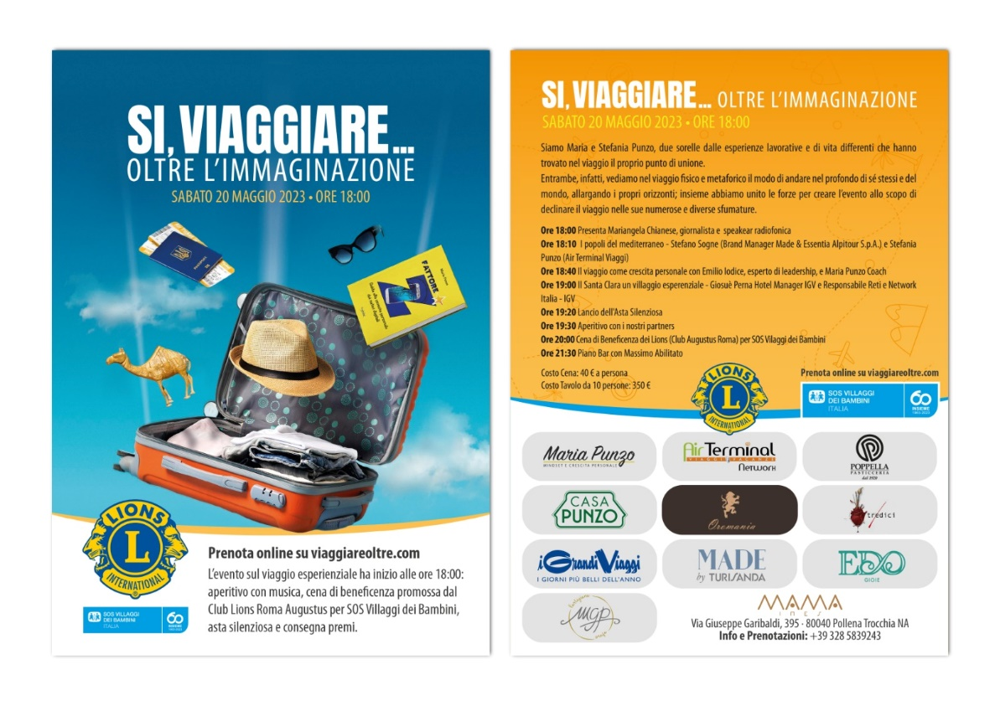 SI, VIAGGIARE...
OLTRE L'IMMAGINAZIONE
SABATO 20 MAGGIO 2023 • ORE 18:00
FATTORE
LIONS
L
INTERNATIONAL
SOS VILLAGGI
DEI BAMBINI
ITALIA
60
INSIEME
Prenota online su viaggiareoltre.com
L'evento sul viaggio esperienziale ha inizio alle ore 18:00:
aperitivo con musica, cena di beneficenza promossa dal
Club Lions Roma Augustus per SOS Villaggi dei Bambini,
asta silenziosa e consegna premi.
SI, VIAGGIARE... OLTRE L'IMMAGINAZIONE
SABATO 20 MAGGIO 2023 • ORE 18:00
Siamo Maria e Stefania Punzo, due sorelle dalle esperienze lavorative e di vita differenti che hanno
trovato nel viaggio il proprio punto di unione.
Entrambe, infatti, vediamo nel viaggio fisico e metaforico il modo di andare nel profondo di sé stessi e del
mondo, allargando i propri orizzonti; insieme abbiamo unito le forze per creare l'evento allo scopo di
declinare il viaggio nelle sue numerose e diverse sfumature.
Ore 18:00 Presenta Mariangela Chianese, giornalista e speakear radiofonica
Ore 18:10 I popoli del mediterraneo - Stefano Sogne (Brand Manager Made & Essentia Alpitour S.p.A.) e Stefania
Punzo (Air Terminal Viaggi)
Ore 18:40 Il viaggio come crescita personale con Emilio Iodice, esperto di leadership, e Maria Punzo Coach
Ore 19:00 Il Santa Clara un villaggio esperenziale - Giosuè Perna Hotel Manager IGV e Responsabile Reti e Network
Italia - IGV
Ore 19:20 Lancio dell'Asta Silenziosa
Ore 19:30 Aperitivo con i nostri partners
Ore 20:00 Cena di Beneficenza dei Lions (Club Augustus Roma) per SOS Vilaggi dei Bambini
Ore 21:30 Piano Bar con Massimo Abilitato
Costo Cena: 40 € a persona
Costo Tavolo da 10 persone: 350 €
LIONS
L
INTERNATIONAL
Prenota online su viaggiareoltre.com
SOS VILLAGGI
DEI BAMBINI
ITALIA
60
INSIEME
1963-2023
Maria Punzo
MINDSET E CRESCITA PERSONALE
Air Terminal
VIAGGI E VACANZE
Network
POPPELLA
PASTICCERIA
dal 1920
CASA
PUNZO
Oromania
tredici
i Grandi Viaggi
I GIORNI PIÙ BELLI DELL'ANNO
MADE
by TURISANDA
EDO
GIOIE
MGP
MAMA
INES
Via Giuseppe Garibaldi, 395 · 80040 Pollena Trocchia NA
Info e Prenotazioni: +39 328 5839243